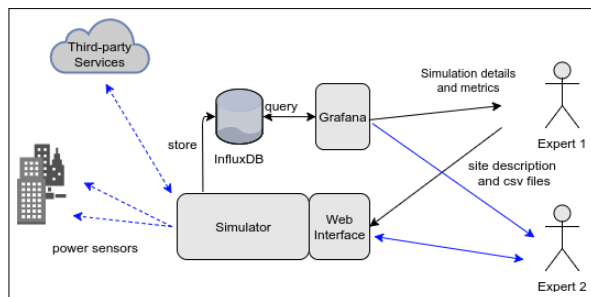 Third-party
Services
Simulation details
and metrics
query
Grafana
Expert 1
store
InfluxDB
site description
and csv files
Simulator
Web
Interface
power sensors
Expert 2